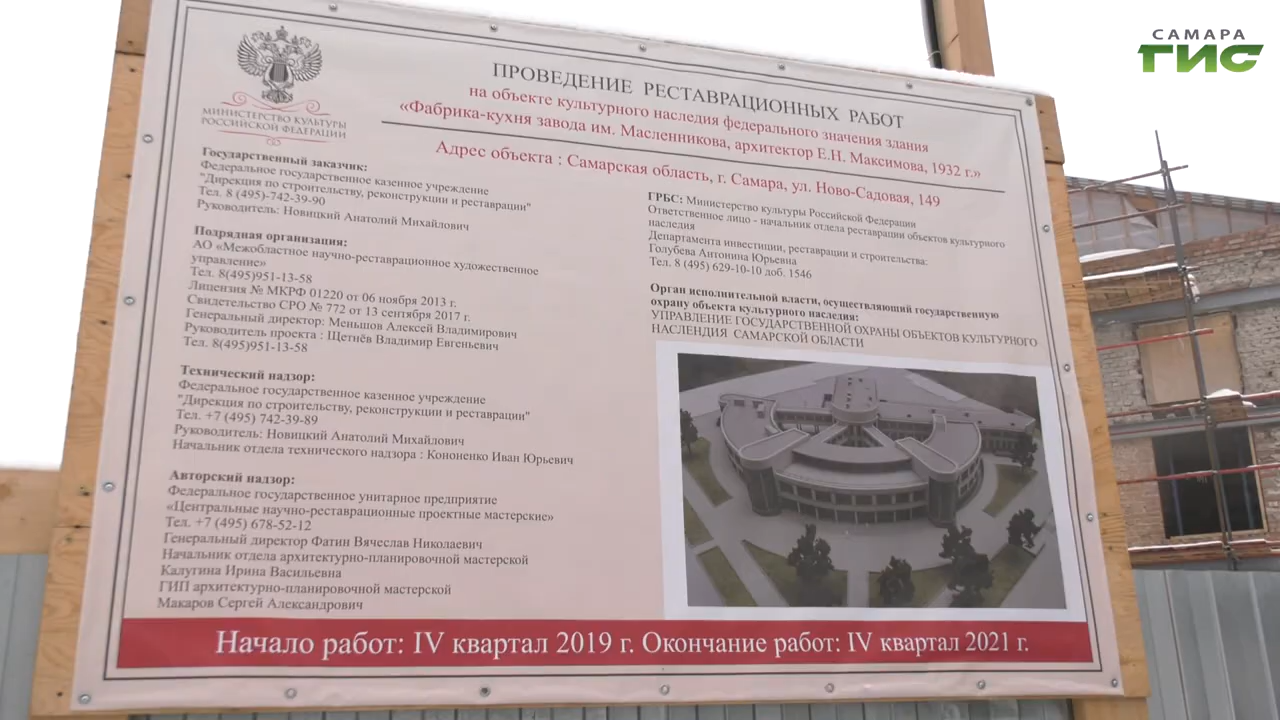 САМАРА
ГИС
МИНИСТЕРСТВО КУЛЬТУРЫ
РОССИЙСКОЙ ФЕДЕРАЦИИ
ПРОВЕДЕНИЕ РЕСТАВРАЦИОННЫХ РАБОТ
на объекте культурного наследия федерального значения здания
«Фабрика-кухня завода им. Масленникова, архитектор Е.Н. Максимова, 1932 г.»
Адрес объекта : Самарская область, г. Самара, ул. Ново-Садовая, 149
Государственный заказчик:
Федеральное государственное казенное учреждение
"Дирекция по строительству, реконструкции и реставрации"
Тел. 8 (495)-742-39-90
Руководитель: Новицкий Анатолий Михайлович
Подрядная организация:
АО «Межобластное научно-реставрационное художественное
управление»
Тел. 8(495)951-13-58
Лицензия № МКРФ 01220 от 06 ноября 2013 г.
Свидетельство СРО № 772 от 13 сентября 2017 г.
Генеральный директор: Меньшов Алексей Владимирович
Руководитель проекта : Щетнёв Владимир Евгеньевич
Тел. 8(495)951-13-58
Технический надзор:
Федеральное государственное казенное учреждение
"Дирекция по строительству, реконструкции и реставрации"
Тел. +7 (495) 742-39-89
Руководитель: Новицкий Анатолий Михайлович
Начальник отдела технического надзора : Кононенко Иван Юрьевич
Авторский надзор:
Федеральное государственное унитарное предприятие
«Центральные научно-реставрационные проектные мастерские»
Тел. +7 (495) 678-52-12
Генеральный директор Фатин Вячеслав Николаевич
Начальник отдела архитектурно-планировочной мастерской
Калугина Ирина Васильевна
ГИП архитектурно-планировочной мастерской
Макаров Сергей Александрович
ГРБС: Министерство культуры Российской Федерации
Ответственное лицо - начальник отдела реставрации объектов культурного
наследия
Департамента инвестиции, реставрации и строительства:
Голубева Антонина Юрьевна
Тел. 8 (495) 629-10-10 доб. 1546
Орган исполнительной власти, осуществляющий государственную
охрану объекта культурного наследия:
УПРАВЛЕНИЕ ГОСУДАРСТВЕННОЙ ОХРАНЫ ОБЪЕКТОВ КУЛЬТУРНОГО
НАСЛЕНДИЯ САМАРСКОЙ ОБЛАСТИ
Начало работ: IV квартал 2019 г. Окончание работ: IV квартал 2021 г.